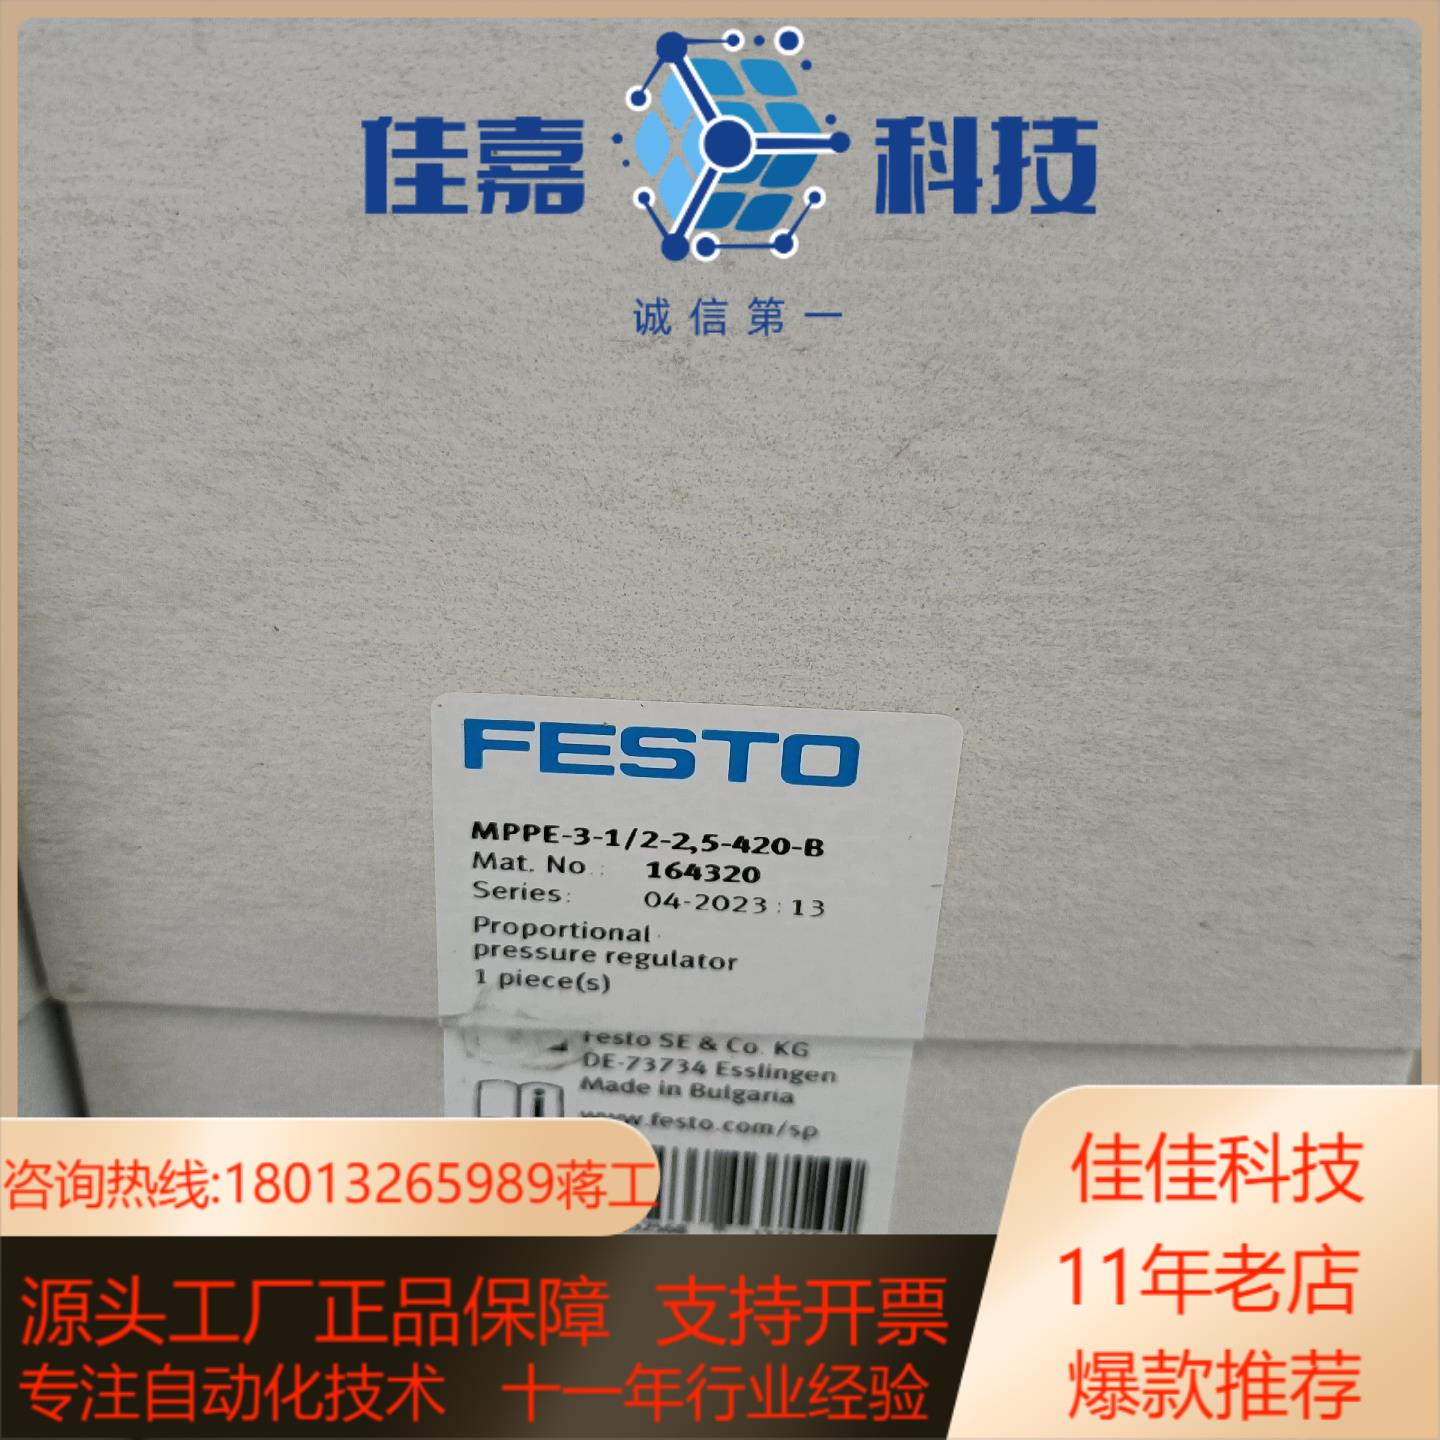 佳嘉 科技
诚信第一
FESTO
MPPE-3-1/2-2,5-420-B
Mat. No.: 164320
Series: 04-2023:13
Proportional
pressure regulator
1 piece(s)
Festo SE & Co. KG
DE-73734 Esslingen
Made in Bulgaria
www.festo.com/sp
咨询热线:18013265989蒋工
源头工厂正品保障 支持开票
专注自动化技术 十一年行业经验
佳佳科技
11年老店
爆款推荐